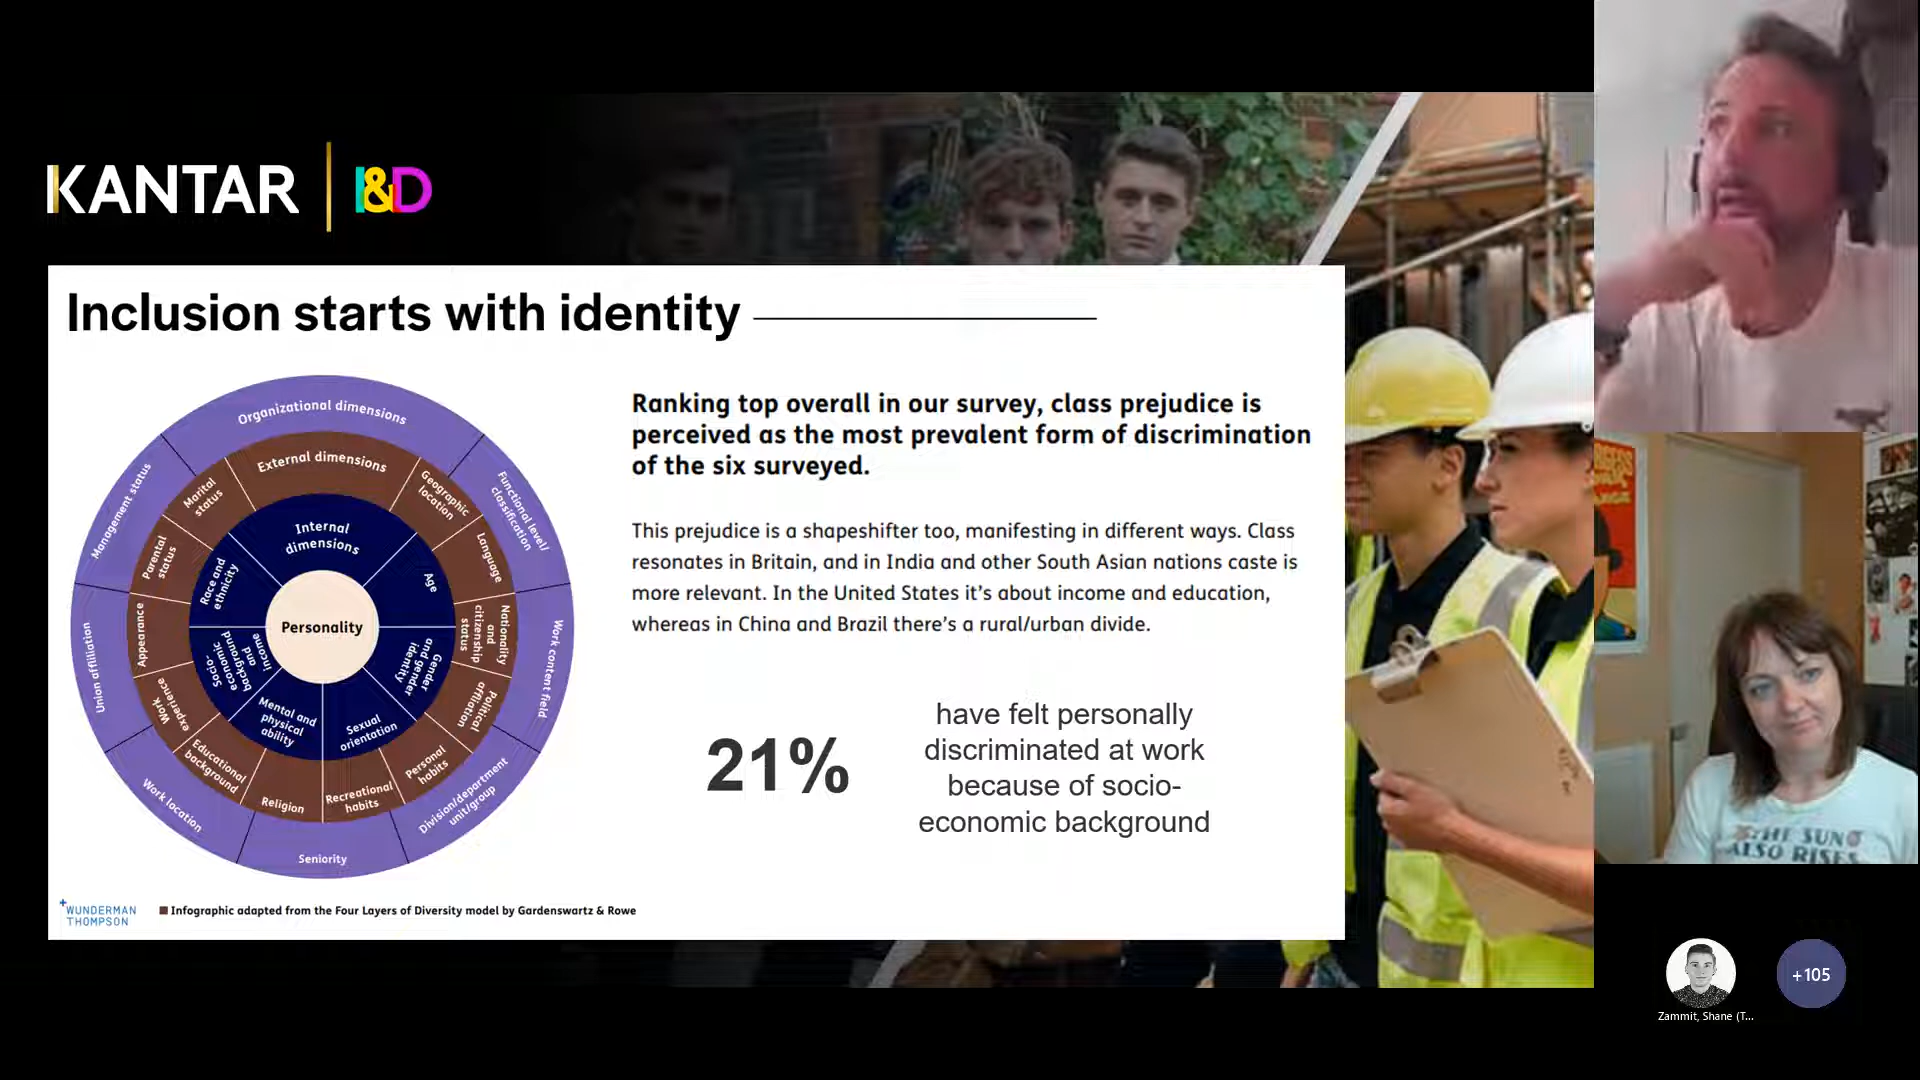 KANTAR
I&D
Inclusion starts with identity
Organizational dimensions
Functional level/
classification
Work content field
Division/department
unit/group
Seniority
Work location
Union affiliation
Management status
External dimensions
Geographic
location
Language
Nationality
and
citizenship
status
Political
affiliation
Personal
habits
Recreational
habits
Religion
Educational
background
Work
experience
Appearance
Parental
status
Marital
status
Internal
dimensions
Age
Gender
and gender
identity
Sexual
orientation
Mental and
physical
ability
Socio-
economic
background
and
income
Race and
ethnicity
Personality
Ranking top overall in our survey, class prejudice is
perceived as the most prevalent form of discrimination
of the six surveyed.
This prejudice is a shapeshifter too, manifesting in different ways. Class
resonates in Britain, and in India and other South Asian nations caste is
more relevant. In the United States it's about income and education,
whereas in China and Brazil there's a rural/urban divide.
21%
have felt personally
discriminated at work
because of socio-
economic background
WUNDERMAN
THOMPSON
Infographic adapted from the Four Layers of Diversity model by Gardenswartz & Rowe
THE SUN
ALSO RISES
+105
Zammit, Shane (T...